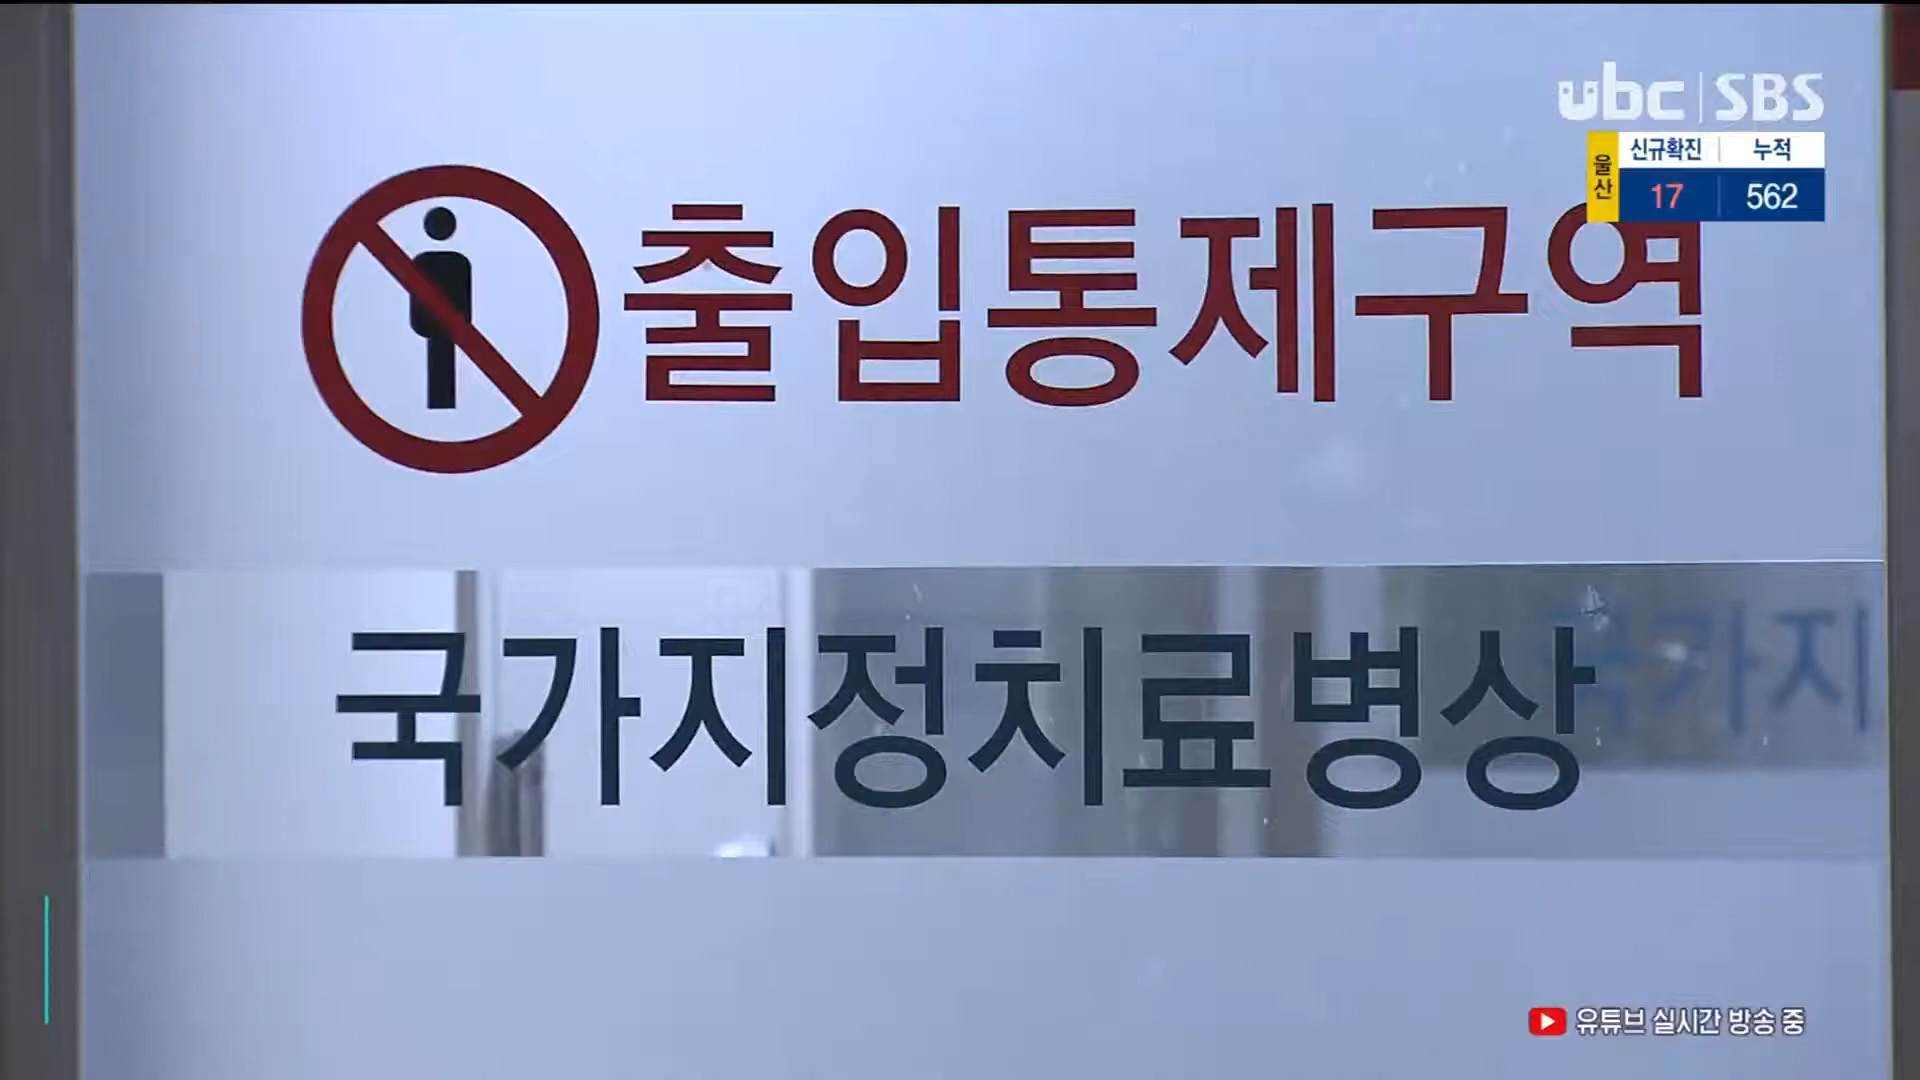 ubc SBS
울산
신규확진 누적
17 562
출입통제구역
국가지정치료병상
국가지
유튜브 실시간 방송 중